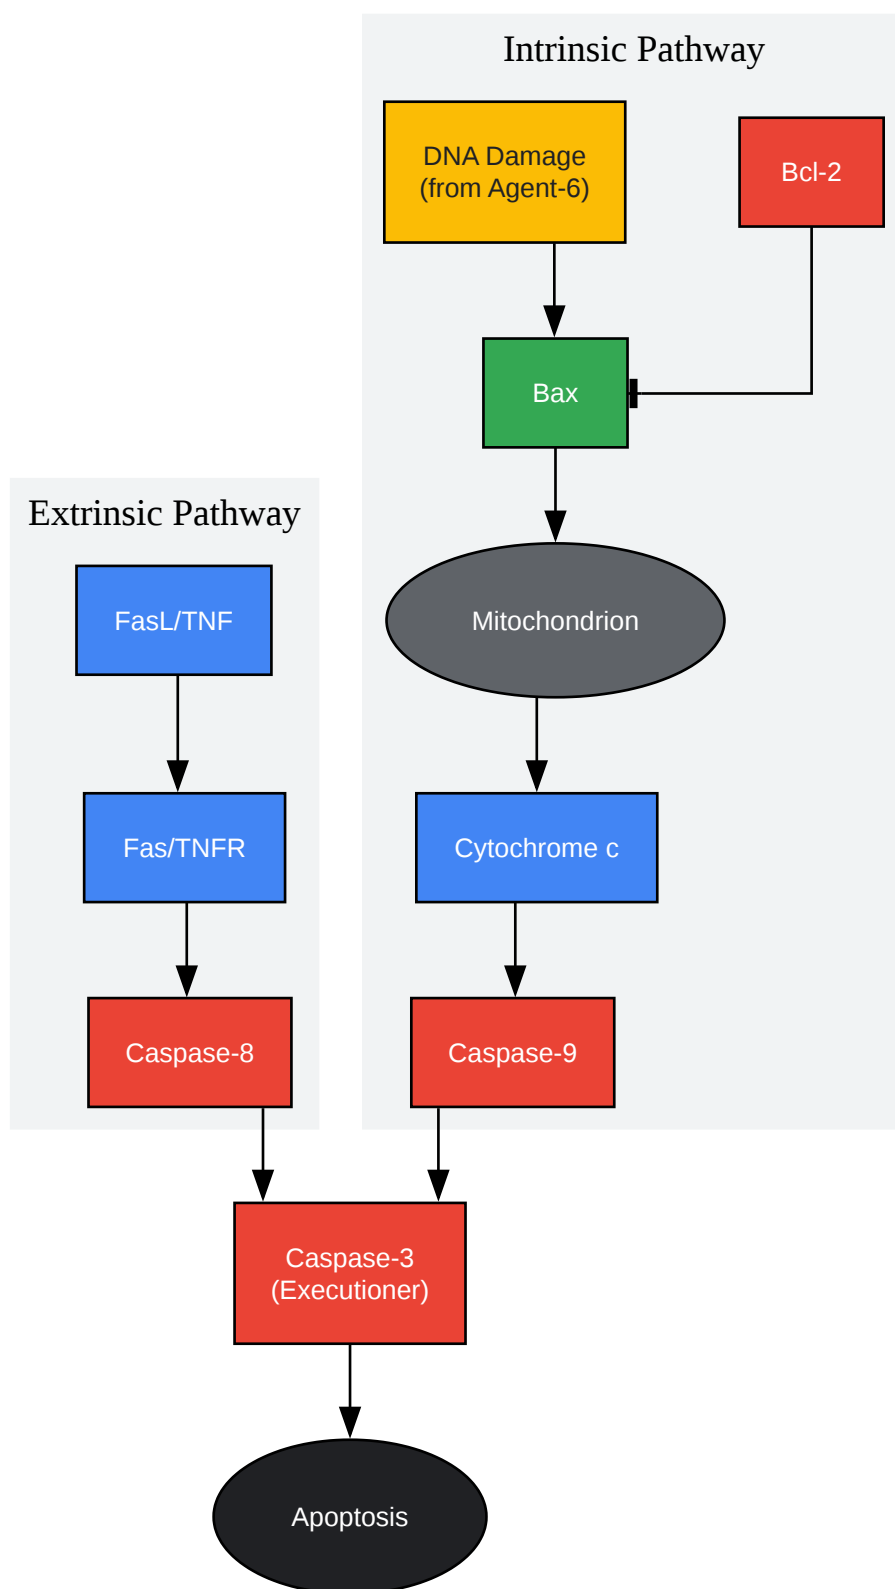 Intrinsic Pathway
DNA Damage
(from Agent-6)
Bcl-2
Bax
Mitochondrion
Cytochrome c
Caspase-9
Extrinsic Pathway
FasL/TNF
Fas/TNFR
Caspase-8
Caspase-3
(Executioner)
Apoptosis